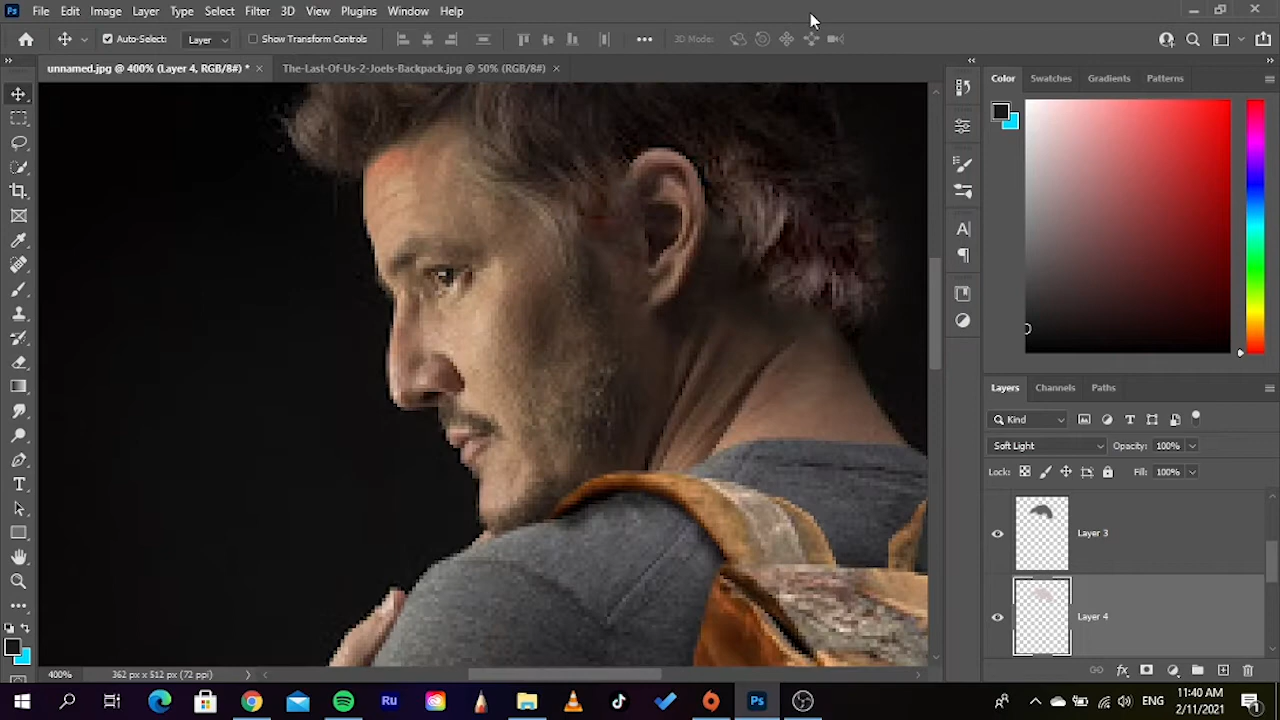 Ps File Edit Image Layer Type Select Filter 3D View Plugins Window Help
Auto-Select: Layer Show Transform Controls 3D Mode:
unnamed.jpg @ 400% (Layer 4, RGB/8#) * × The-Last-Of-Us-2-Joels-Backpack.jpg @ 50% (RGB/8#) ×
Color Swatches Gradients Patterns
Layers Channels Paths
Kind
Soft Light Opacity: 100%
Lock: Fill: 100%
Layer 3
Layer 4
400% 362 px x 512 px (72 ppi)
Ru Ps ENG 11:40 AM
2/11/2021